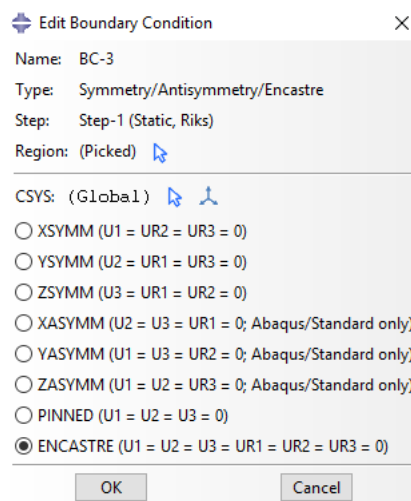 Edit Boundary Condition
Name: BC-3
Type: Symmetry/Antisymmetry/Encastre
Step: Step-1 (Static, Riks)
Region: (Picked)
CSYS: (Global)
XSYMM (U1 = UR2 = UR3 = 0)
YSYMM (U2 = UR1 = UR3 = 0)
ZSYMM (U3 = UR1 = UR2 = 0)
XASYMM (U2 = U3 = UR1 = 0; Abaqus/Standard only)
YASYMM (U1 = U3 = UR2 = 0; Abaqus/Standard only)
ZASYMM (U1 = U2 = UR3 = 0; Abaqus/Standard only)
PINNED (U1 = U2 = U3 = 0)
ENCASTRE (U1 = U2 = U3 = UR1 = UR2 = UR3 = 0)
OK Cancel